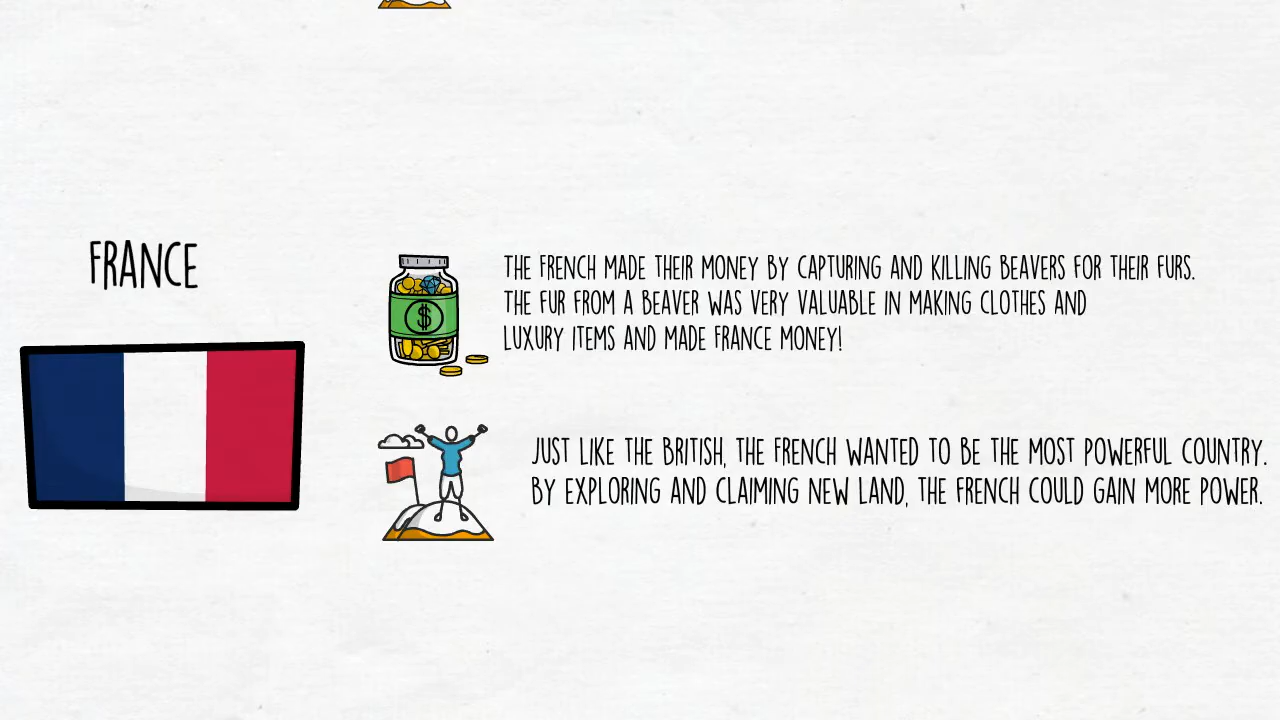 FRANCE
THE FRENCH MADE THEIR MONEY BY CAPTURING AND KILLING BEAVERS FOR THEIR FURS.
THE FUR FROM A BEAVER WAS VERY VALUABLE IN MAKING CLOTHES AND
LUXURY ITEMS AND MADE FRANCE MONEY!
$
JUST LIKE THE BRITISH, THE FRENCH WANTED TO BE THE MOST POWERFUL COUNTRY.
BY EXPLORING AND CLAIMING NEW LAND, THE FRENCH COULD GAIN MORE POWER.